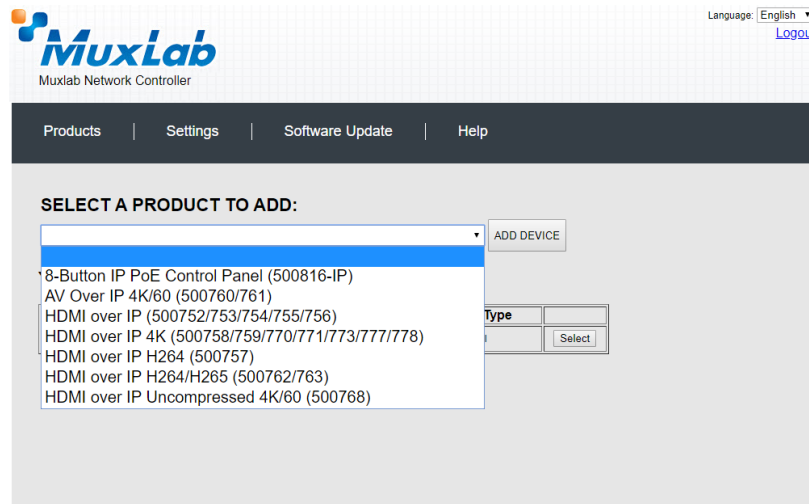 Language: English
Logou
MuxLab
Muxlab Network Controller
Products | Settings | Software Update | Help
SELECT A PRODUCT TO ADD:
ADD DEVICE
8-Button IP PoE Control Panel (500816-IP)
AV Over IP 4K/60 (500760/761)
HDMI over IP (500752/753/754/755/756)
Type
HDMI over IP 4K (500758/759/770/771/773/777/778)
Select
HDMI over IP H264 (500757)
HDMI over IP H264/H265 (500762/763)
HDMI over IP Uncompressed 4K/60 (500768)